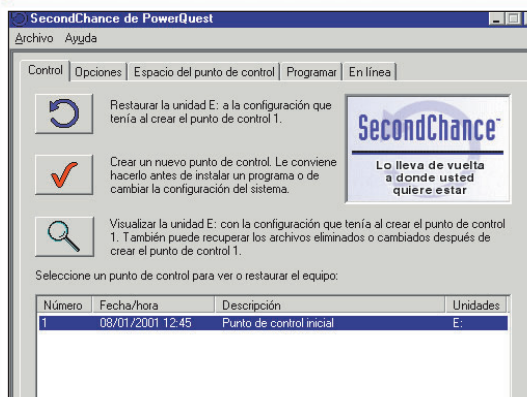 SecondChance de PowerQuest
Archivo Ayuda
Control Opciones Espacio del punto de control Programar En línea
Restaurar la unidad E: a la configuración que
tenía al crear el punto de control 1.
Crear un nuevo punto de control. Le conviene
hacerlo antes de instalar un programa o de
cambiar la configuración del sistema.
SecondChance™
Lo lleva de vuelta
a donde usted
quiere estar
Visualizar la unidad E: con la configuración que tenía al crear el punto de control
1. También puede recuperar los archivos eliminados o cambiados después de
crear el punto de control 1.
Seleccione un punto de control para ver o restaurar el equipo:
Número Fecha/hora Descripción Unidades
1 08/01/2001 12:45 Punto de control inicial E: